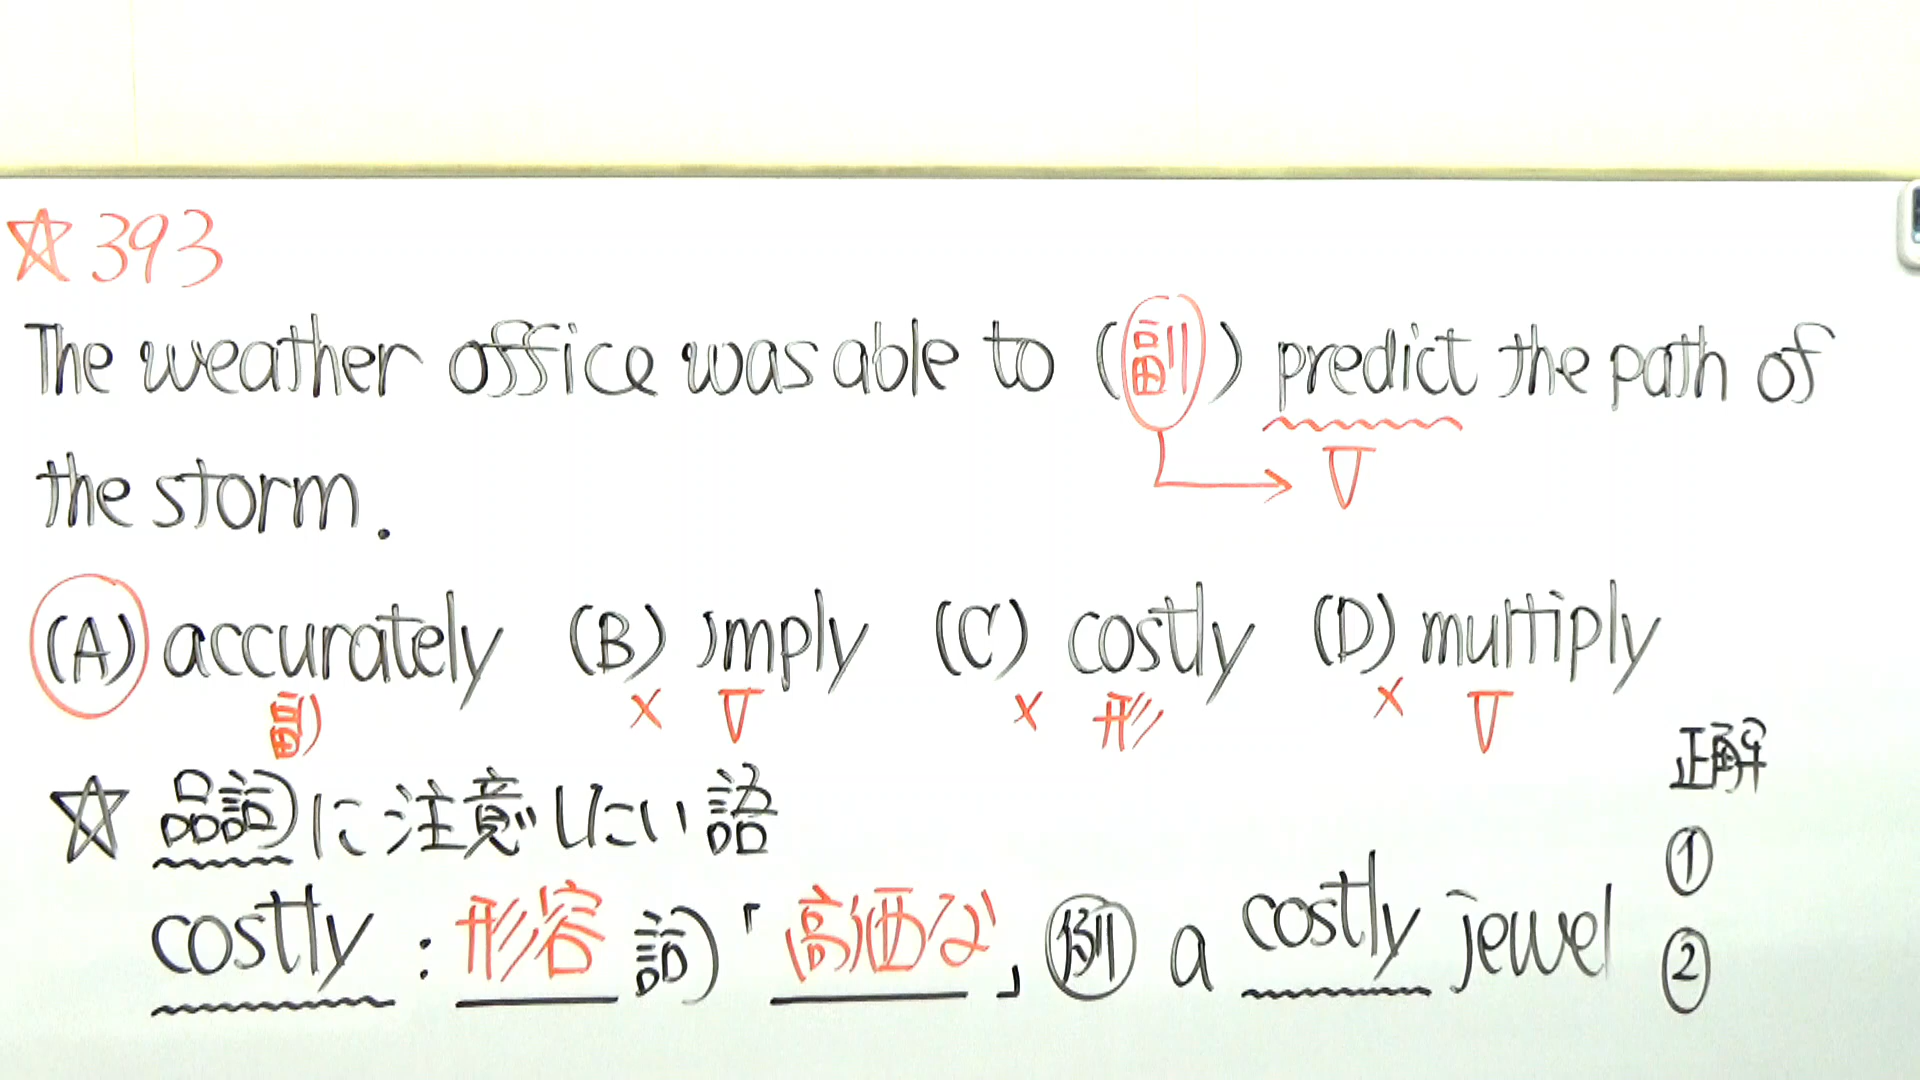 ☆393
The weather office was able to (副) predict the path of
V
the storm.
(A) accurately (B) imply (C) costly (D) multiply
副 × V × 形 × V
正解
☆ 品詞に注意したい語
①
costly : 形容詞「高価な」 例 a costly jewel
②